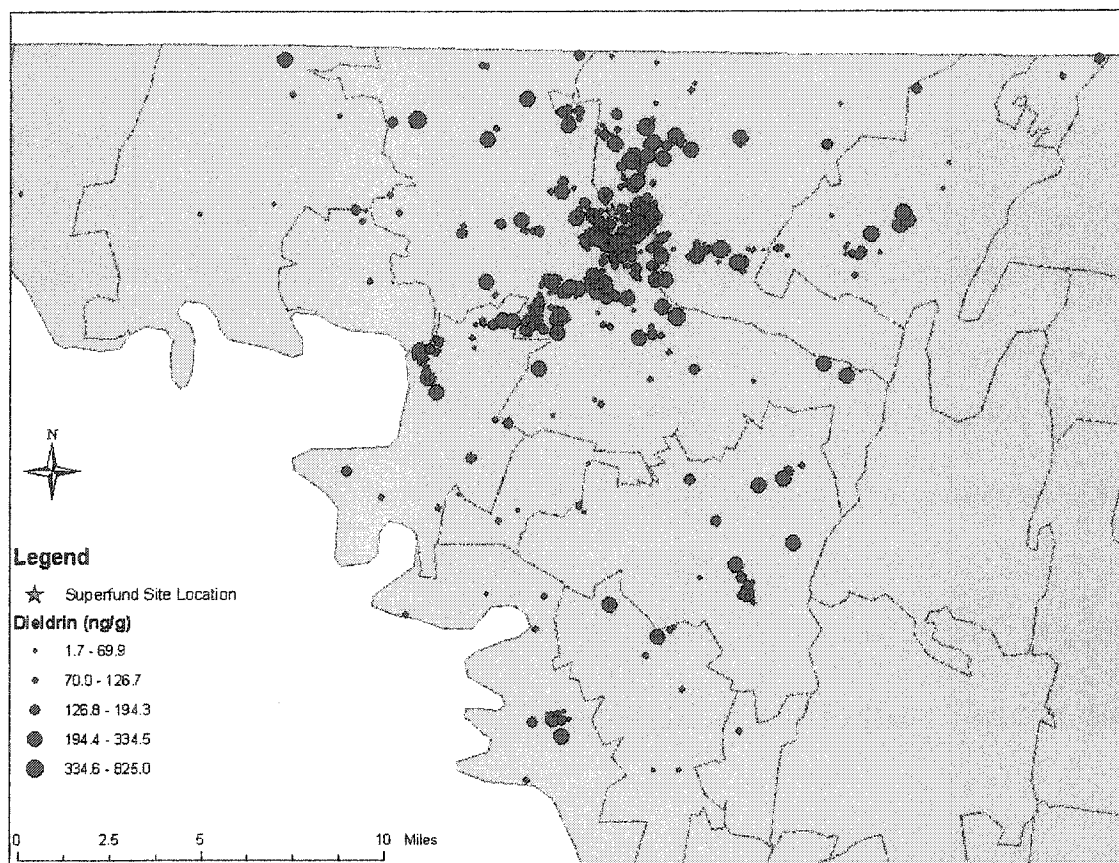 N
Legend
Superfund Site Location
Dieldrin (ng/g)
1.7 - 69.9
70.0 - 126.7
126.8 - 194.3
194.4 - 334.5
334.6 - 825.0
0 2.5 5 10 Miles